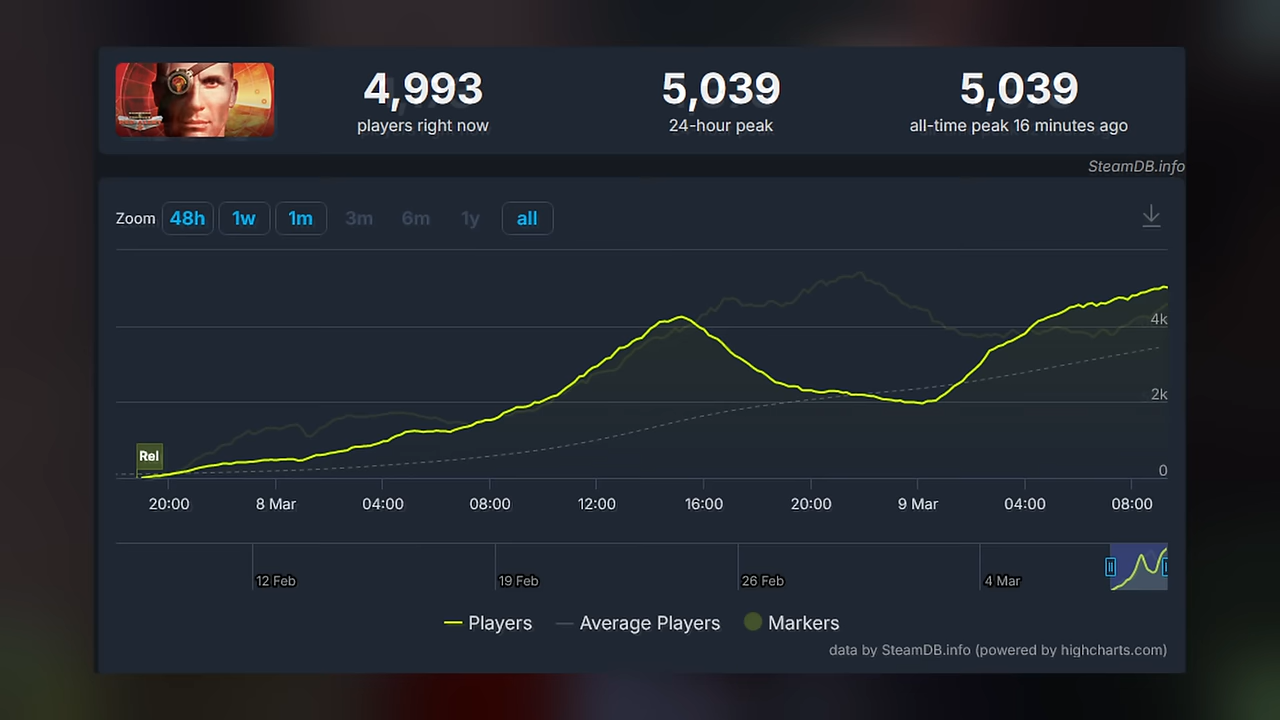 4,993 5,039 5,039
players right now 24-hour peak all-time peak 16 minutes ago
SteamDB.info
Zoom 48h 1w 1m 3m 6m 1y all
4k
2k
Rel
0
20:00 8 Mar 04:00 08:00 12:00 16:00 20:00 9 Mar 04:00 08:00
12 Feb 19 Feb 26 Feb 4 Mar
Players Average Players Markers
data by SteamDB.info (powered by highcharts.com)